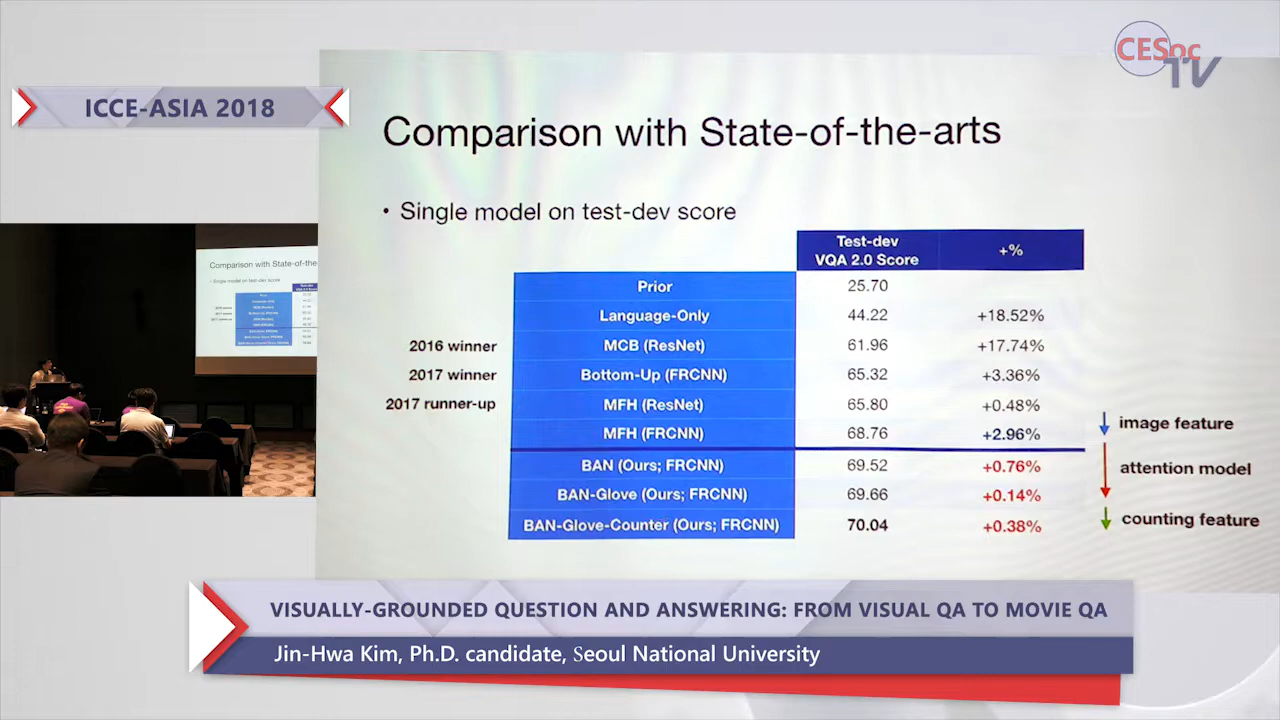 CESoc
TV
ICCE-ASIA 2018
Comparison with State-of-the-arts
• Single model on test-dev score
Test-dev
VQA 2.0 Score
+%
Prior 25.70
Language-Only 44.22 +18.52%
2016 winner MCB (ResNet) 61.96 +17.74%
2017 winner Bottom-Up (FRCNN) 65.32 +3.36%
2017 runner-up MFH (ResNet) 65.80 +0.48%
MFH (FRCNN) 68.76 +2.96%
image feature
BAN (Ours; FRCNN) 69.52 +0.76%
attention model
BAN-Glove (Ours; FRCNN) 69.66 +0.14%
BAN-Glove-Counter (Ours; FRCNN) 70.04 +0.38%
counting feature
Comparison with State-of-the
• Single model on test-dev score
VISUALLY-GROUNDED QUESTION AND ANSWERING: FROM VISUAL QA TO MOVIE QA
Jin-Hwa Kim, Ph.D. candidate, Seoul National University